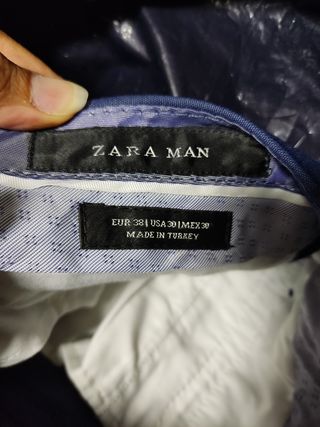 ZARA MAN
EUR 38 | USA 30 | MEX 30
MADE IN TURKEY